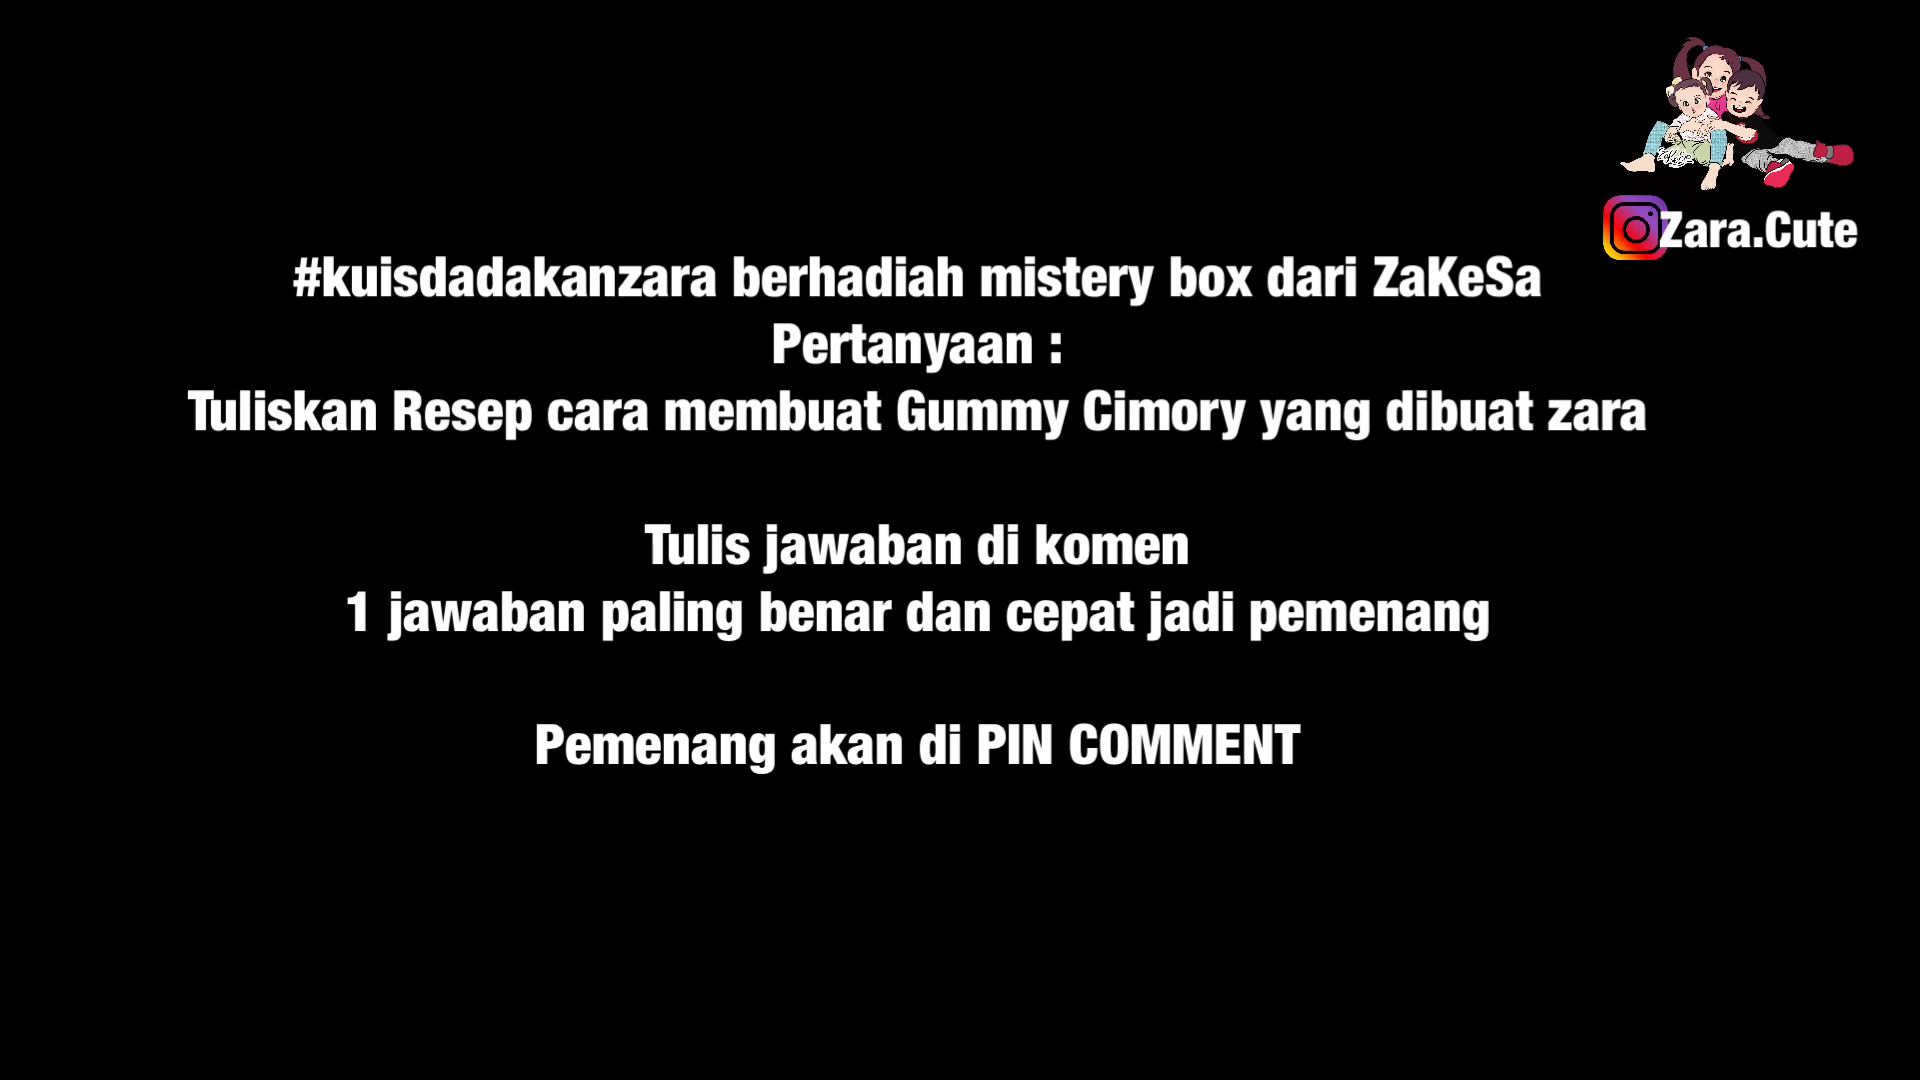 Zara.Cute
#kuisdadakanzara berhadiah mistery box dari ZaKeSa
Pertanyaan :
Tuliskan Resep cara membuat Gummy Cimory yang dibuat zara
Tulis jawaban di komen
1 jawaban paling benar dan cepat jadi pemenang
Pemenang akan di PIN COMMENT